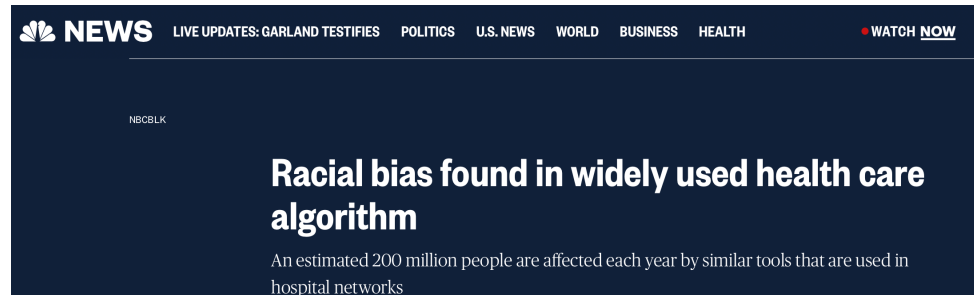 NEWS LIVE UPDATES: GARLAND TESTIFIES POLITICS U.S. NEWS WORLD BUSINESS HEALTH WATCH NOW
NBCBLK
Racial bias found in widely used health care
algorithm
An estimated 200 million people are affected each year by similar tools that are used in
hospital networks